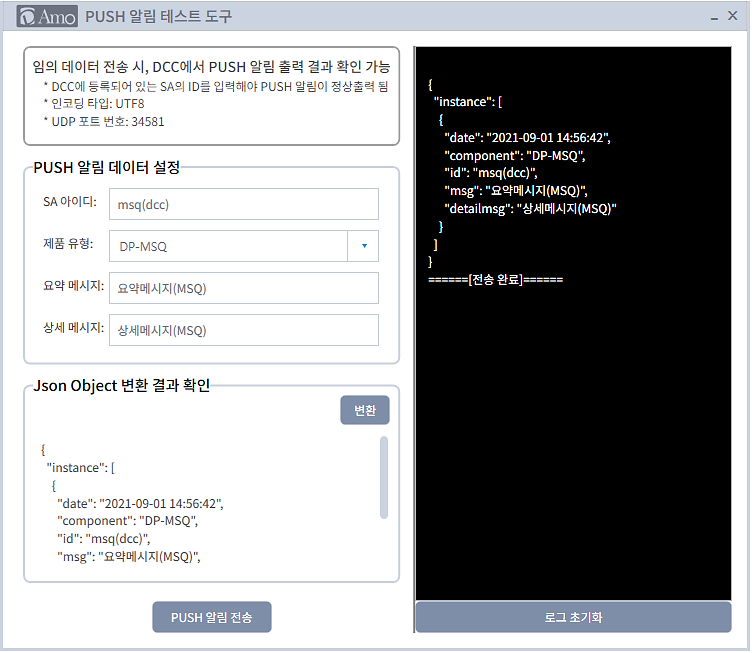 Amo PUSH 알림 테스트 도구
임의 데이터 전송 시, DCC에서 PUSH 알림 출력 결과 확인 가능
* DCC에 등록되어 있는 SA의 ID를 입력해야 PUSH 알림이 정상출력 됨
* 인코딩 타입: UTF8
* UDP 포트 번호: 34581
PUSH 알림 데이터 설정
SA 아이디: msq(dcc)
제품 유형: DP-MSQ
요약 메시지: 요약메시지(MSQ)
상세 메시지: 상세메시지(MSQ)
Json Object 변환 결과 확인
변환
{
"instance": [
{
"date": "2021-09-01 14:56:42",
"component": "DP-MSQ",
"id": "msq(dcc)",
"msg": "요약메시지(MSQ)",
PUSH 알림 전송
{
"instance": [
{
"date": "2021-09-01 14:56:42",
"component": "DP-MSQ",
"id": "msq(dcc)",
"msg": "요약메시지(MSQ)",
"detailmsg": "상세메시지(MSQ)"
}
]
}
======[전송 완료]======
로그 초기화